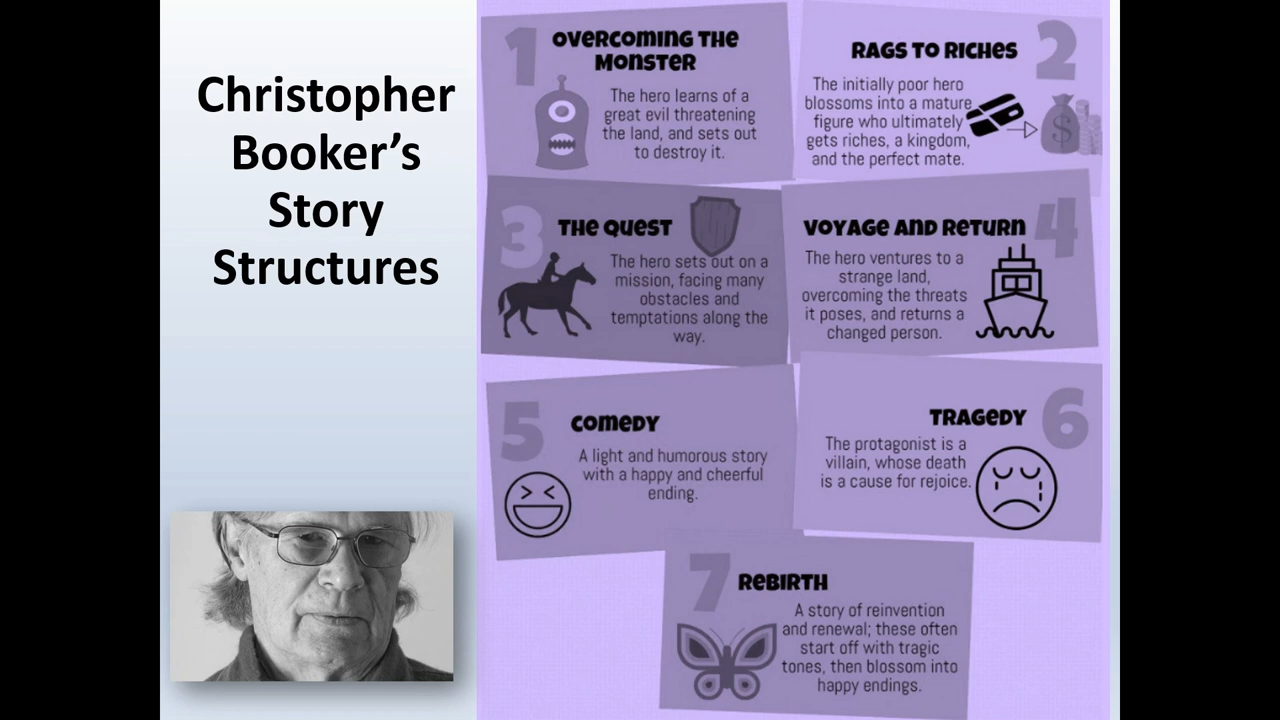 Christopher
Booker's
Story
Structures
1
OVERCOMING THE
MONSTER
The hero learns of a
great evil threatening
the land, and sets out
to destroy it.
2
RAGS TO RICHES
The initially poor hero
blossoms into a mature
figure who ultimately
gets riches, a kingdom,
and the perfect mate.
$
3
THE QUEST
The hero sets out on a
mission, facing many
obstacles and
temptations along the
way.
4
VOYAGE AND RETURN
The hero ventures to a
strange land,
overcoming the threats
it poses, and returns a
changed person.
5
COMEDY
A light and humorous story
with a happy and cheerful
ending.
6
TRAGEDY
The protagonist is a
villain, whose death
is a cause for rejoice.
7
REBIRTH
A story of reinvention
and renewal; these often
start off with tragic
tones, then blossom into
happy endings.